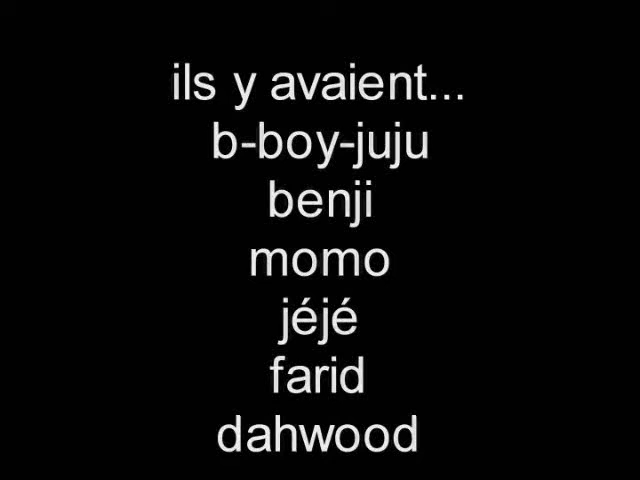 ils y avaient...
b-boy-juju
benji
momo
jéjé
farid
dahwood